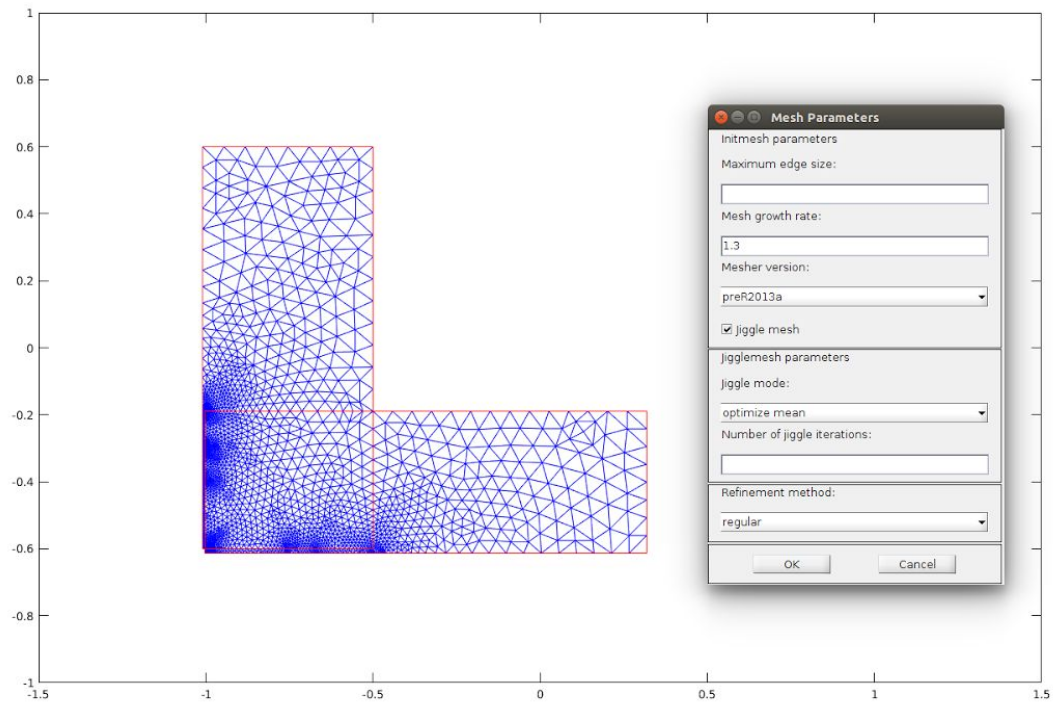 1
0.8
0.6
0.4
0.2
0
-0.2
-0.4
-0.6
-0.8
-1
-1.5
-1
-0.5
0
0.5
1
1.5
Mesh Parameters
Initmesh parameters
Maximum edge size:
Mesh growth rate:
1.3
Mesher version:
preR2013a
Jiggle mesh
Jigglemesh parameters
Jiggle mode:
optimize mean
Number of jiggle iterations:
Refinement method:
regular
OK Cancel